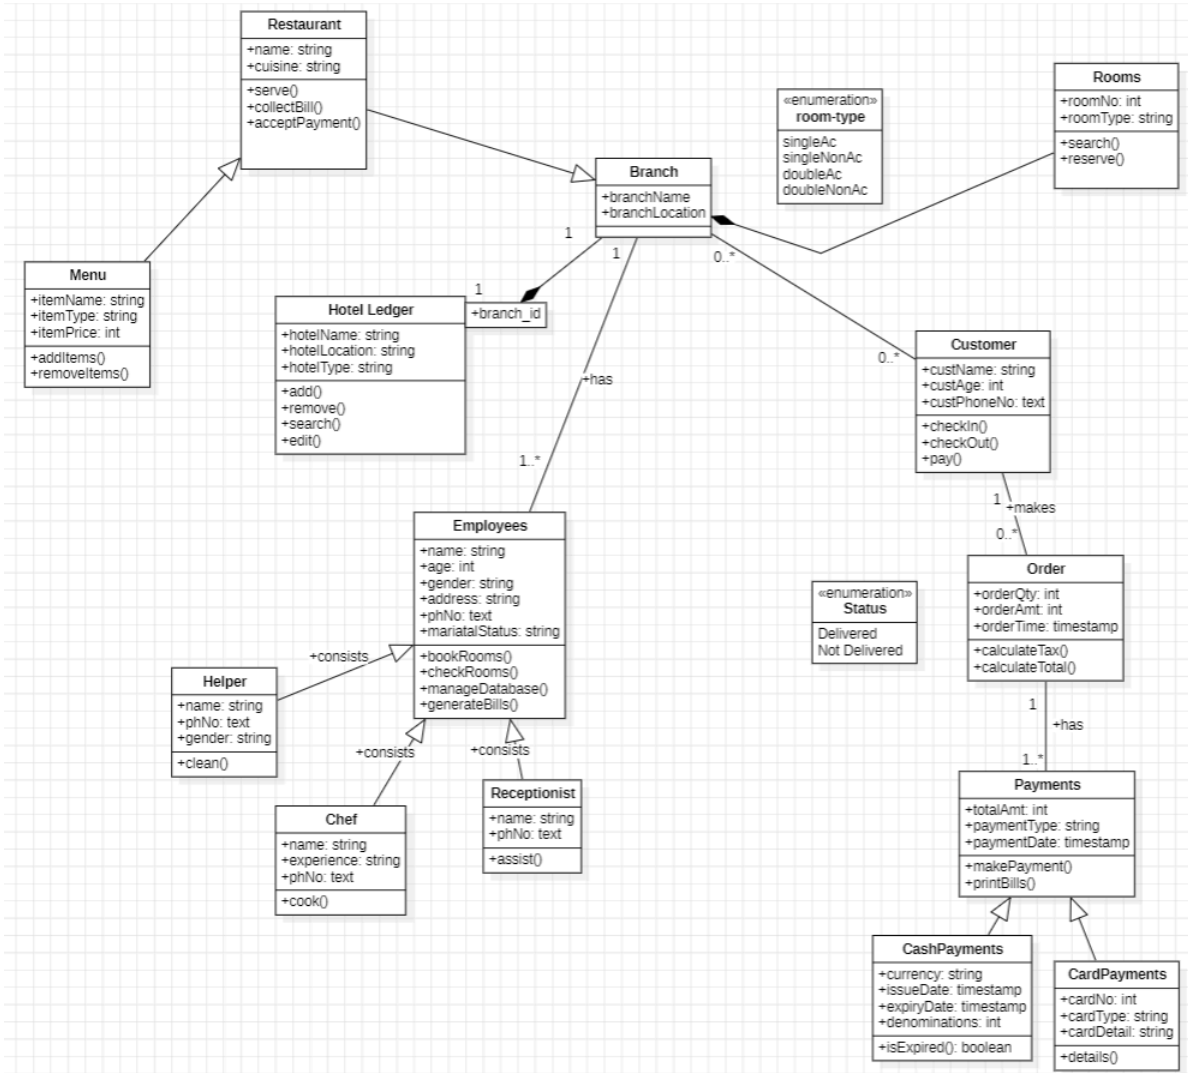 Restaurant
+name: string
+cuisine: string
+serve()
+collectBill()
+acceptPayment()
«enumeration»
room-type
singleAc
singleNonAc
doubleAc
doubleNonAc
Rooms
+roomNo: int
+roomType: string
+search()
+reserve()
Branch
+branchName
+branchLocation
1
1
0..*
Menu
+itemName: string
+itemType: string
+itemPrice: int
+addItems()
+removeItems()
1
+branch_id
Hotel Ledger
+hotelName: string
+hotelLocation: string
+hotelType: string
+add()
+remove()
+search()
+edit()
+has
1..*
0..*
Customer
+custName: string
+custAge: int
+custPhoneNo: text
+checkIn()
+checkOut()
+pay()
1
+makes
0..*
Employees
+name: string
+age: int
+gender: string
+address: string
+phNo: text
+mariatalStatus: string
+bookRooms()
+checkRooms()
+manageDatabase()
+generateBills()
«enumeration»
Status
Delivered
Not Delivered
Order
+orderQty: int
+orderAmt: int
+orderTime: timestamp
+calculateTax()
+calculateTotal()
+consists
Helper
+name: string
+phNo: text
+gender: string
+clean()
+consists
+consists
1
+has
1..*
Chef
+name: string
+experience: string
+phNo: text
+cook()
Receptionist
+name: string
+phNo: text
+assist()
Payments
+totalAmt: int
+paymentType: string
+paymentDate: timestamp
+makePayment()
+printBills()
CashPayments
+currency: string
+issueDate: timestamp
+expiryDate: timestamp
+denominations: int
+isExpired(): boolean
CardPayments
+cardNo: int
+cardType: string
+cardDetail: string
+details()